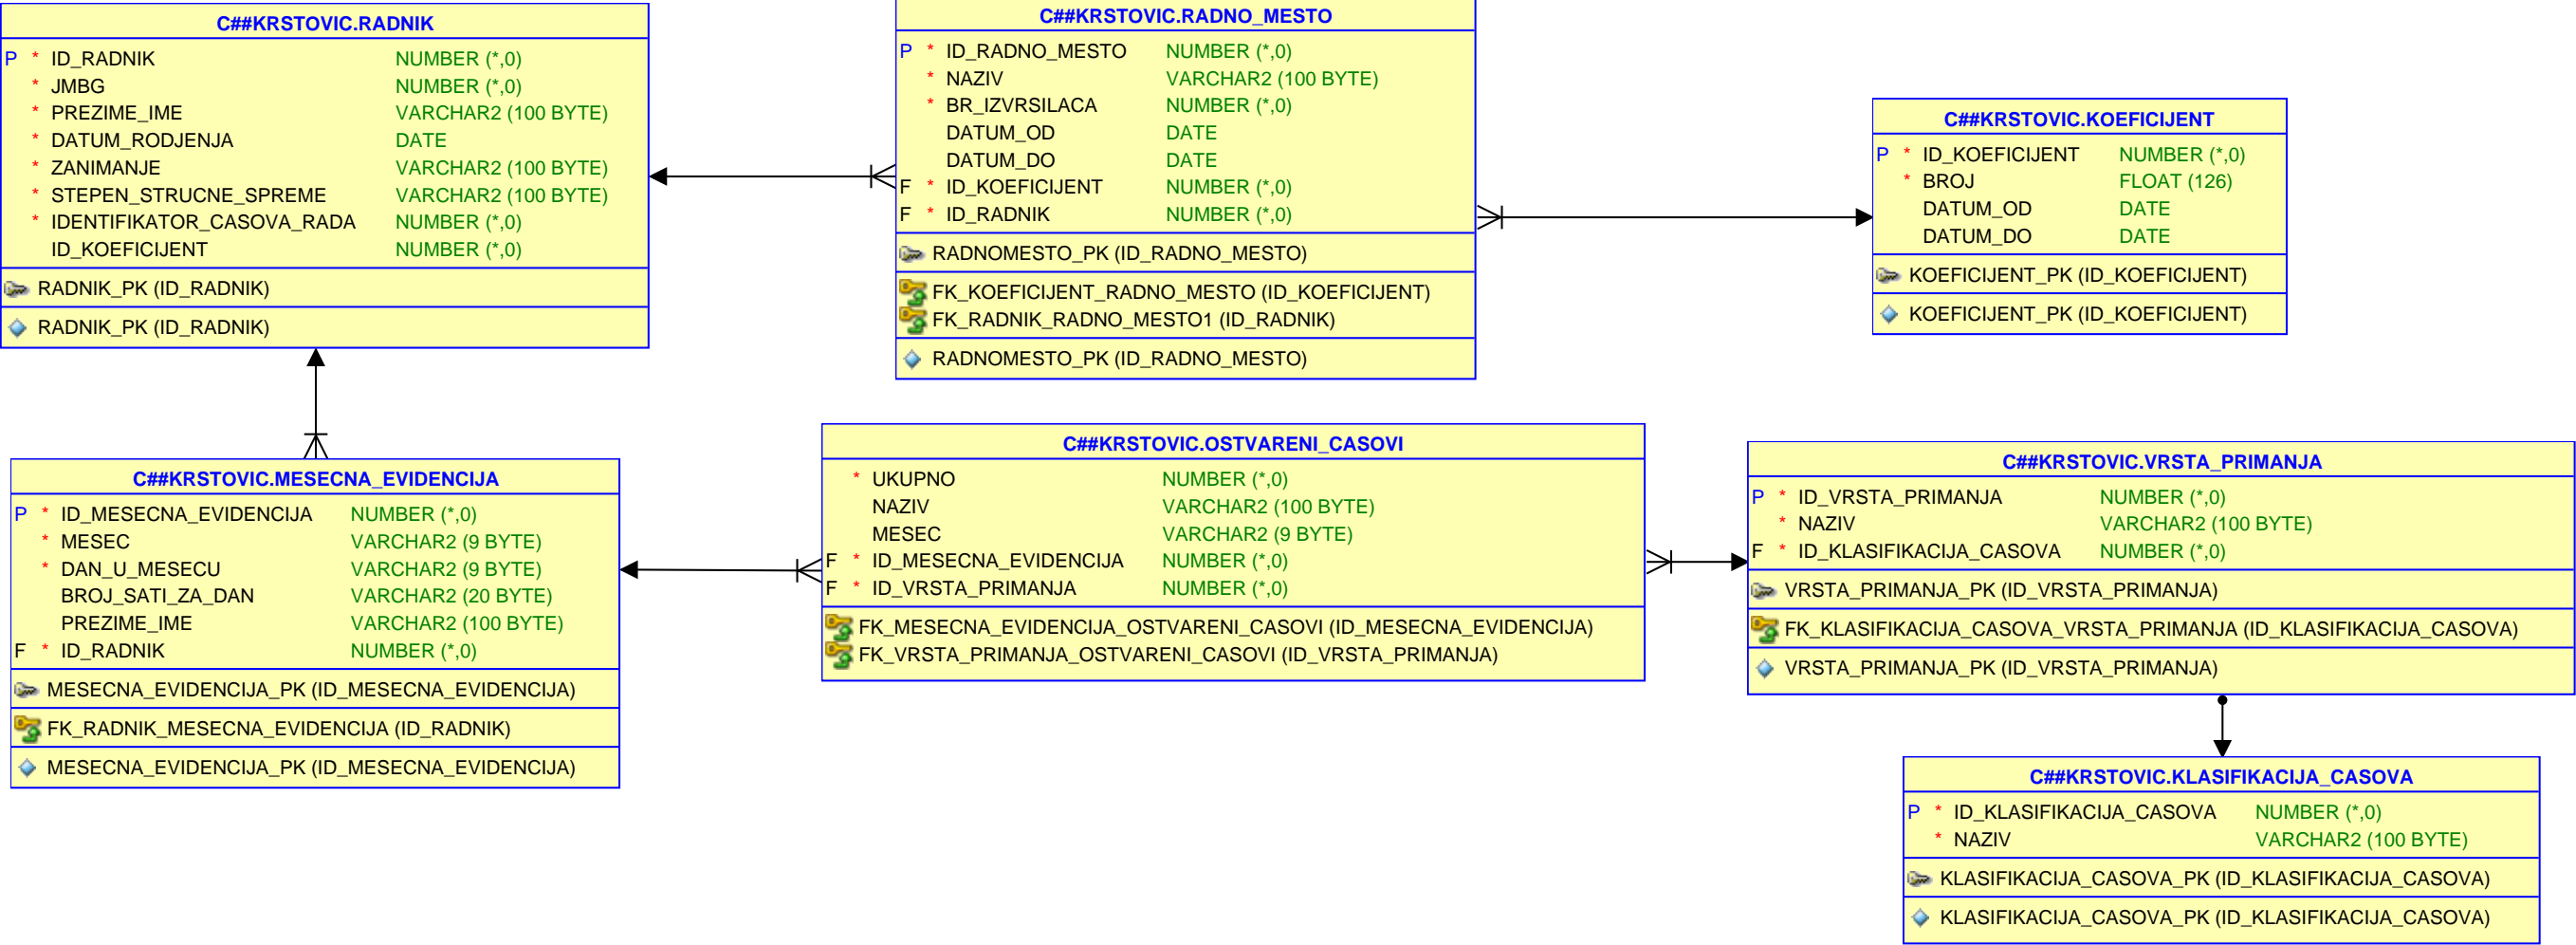 C##KRSTOVIC.RADNIK
P * ID_RADNIK NUMBER (*,0)
* JMBG NUMBER (*,0)
* PREZIME_IME VARCHAR2 (100 BYTE)
* DATUM_RODJENJA DATE
* ZANIMANJE VARCHAR2 (100 BYTE)
* STEPEN_STRUCNE_SPREME VARCHAR2 (100 BYTE)
* IDENTIFIKATOR_CASOVA_RADA NUMBER (*,0)
ID_KOEFICIJENT NUMBER (*,0)
RADNIK_PK (ID_RADNIK)
RADNIK_PK (ID_RADNIK)
C##KRSTOVIC.RADNO_MESTO
P * ID_RADNO_MESTO NUMBER (*,0)
* NAZIV VARCHAR2 (100 BYTE)
* BR_IZVRSILACA NUMBER (*,0)
DATUM_OD DATE
DATUM_DO DATE
F * ID_KOEFICIJENT NUMBER (*,0)
F * ID_RADNIK NUMBER (*,0)
RADNOMESTO_PK (ID_RADNO_MESTO)
FK_KOEFICIJENT_RADNO_MESTO (ID_KOEFICIJENT)
FK_RADNIK_RADNO_MESTO1 (ID_RADNIK)
RADNOMESTO_PK (ID_RADNO_MESTO)
C##KRSTOVIC.KOEFICIJENT
P * ID_KOEFICIJENT NUMBER (*,0)
* BROJ FLOAT (126)
DATUM_OD DATE
DATUM_DO DATE
KOEFICIJENT_PK (ID_KOEFICIJENT)
KOEFICIJENT_PK (ID_KOEFICIJENT)
C##KRSTOVIC.MESECNA_EVIDENCIJA
P * ID_MESECNA_EVIDENCIJA NUMBER (*,0)
* MESEC VARCHAR2 (9 BYTE)
* DAN_U_MESECU VARCHAR2 (9 BYTE)
BROJ_SATI_ZA_DAN VARCHAR2 (20 BYTE)
PREZIME_IME VARCHAR2 (100 BYTE)
F * ID_RADNIK NUMBER (*,0)
MESECNA_EVIDENCIJA_PK (ID_MESECNA_EVIDENCIJA)
FK_RADNIK_MESECNA_EVIDENCIJA (ID_RADNIK)
MESECNA_EVIDENCIJA_PK (ID_MESECNA_EVIDENCIJA)
C##KRSTOVIC.OSTVARENI_CASOVI
* UKUPNO NUMBER (*,0)
NAZIV VARCHAR2 (100 BYTE)
MESEC VARCHAR2 (9 BYTE)
F * ID_MESECNA_EVIDENCIJA NUMBER (*,0)
F * ID_VRSTA_PRIMANJA NUMBER (*,0)
FK_MESECNA_EVIDENCIJA_OSTVARENI_CASOVI (ID_MESECNA_EVIDENCIJA)
FK_VRSTA_PRIMANJA_OSTVARENI_CASOVI (ID_VRSTA_PRIMANJA)
C##KRSTOVIC.VRSTA_PRIMANJA
P * ID_VRSTA_PRIMANJA NUMBER (*,0)
* NAZIV VARCHAR2 (100 BYTE)
F * ID_KLASIFIKACIJA_CASOVA NUMBER (*,0)
VRSTA_PRIMANJA_PK (ID_VRSTA_PRIMANJA)
FK_KLASIFIKACIJA_CASOVA_VRSTA_PRIMANJA (ID_KLASIFIKACIJA_CASOVA)
VRSTA_PRIMANJA_PK (ID_VRSTA_PRIMANJA)
C##KRSTOVIC.KLASIFIKACIJA_CASOVA
P * ID_KLASIFIKACIJA_CASOVA NUMBER (*,0)
* NAZIV VARCHAR2 (100 BYTE)
KLASIFIKACIJA_CASOVA_PK (ID_KLASIFIKACIJA_CASOVA)
KLASIFIKACIJA_CASOVA_PK (ID_KLASIFIKACIJA_CASOVA)